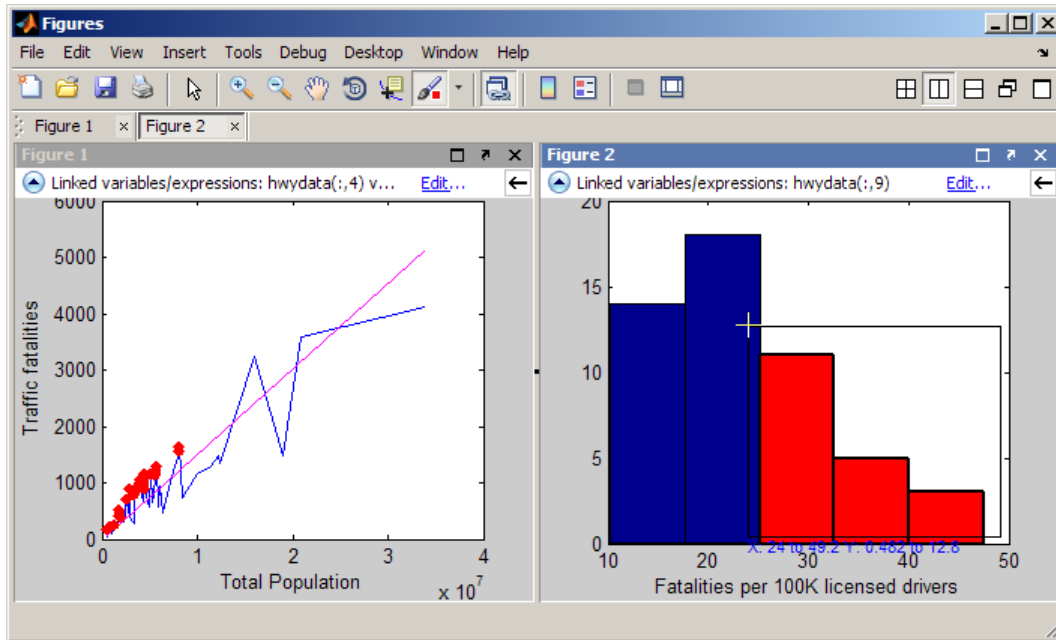 Figures
File Edit View Insert Tools Debug Desktop Window Help
Figure 1 × Figure 2 ×
Figure 1
Linked variables/expressions: hwydata(:,4) v... Edit...
6000
5000
4000
3000
2000
1000
0
Traffic fatalities
0 1 2 3 4
Total Population
x 10^7
Figure 2
Linked variables/expressions: hwydata(:,9) Edit...
20
15
10
5
0
X: 24 to 49.2 Y: 0.482 to 12.8
10 20 30 40 50
Fatalities per 100K licensed drivers